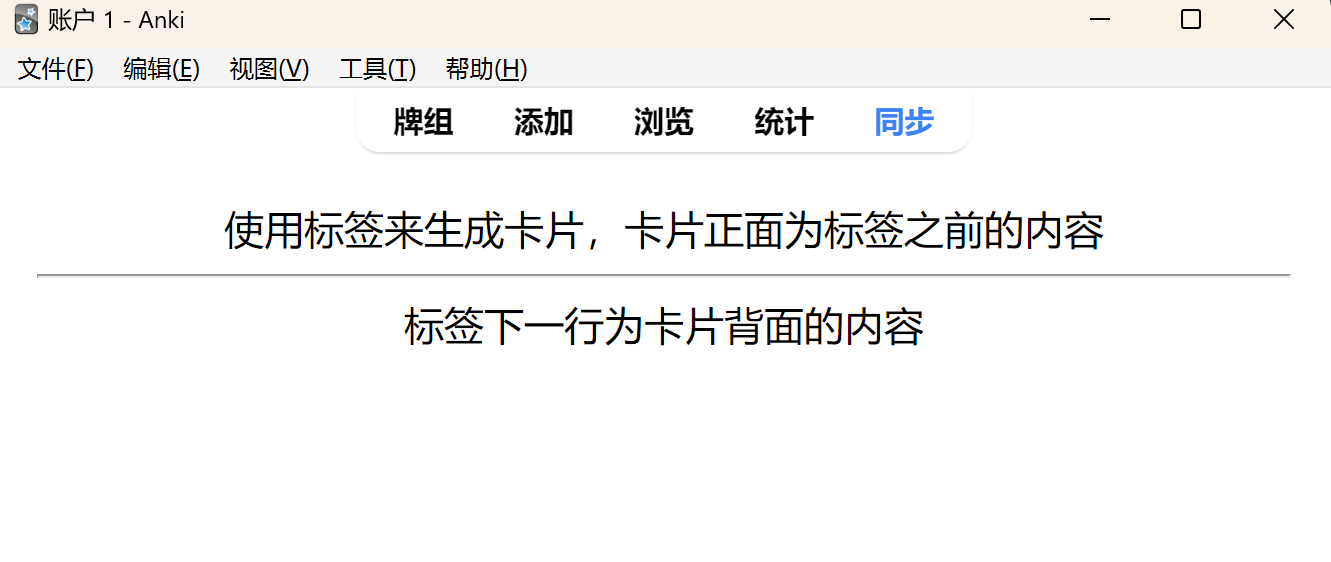 账户 1 - Anki
文件(F) 编辑(E) 视图(V) 工具(T) 帮助(H)
牌组 添加 浏览 统计 同步
使用标签来生成卡片，卡片正面为标签之前的内容
标签下一行为卡片背面的内容